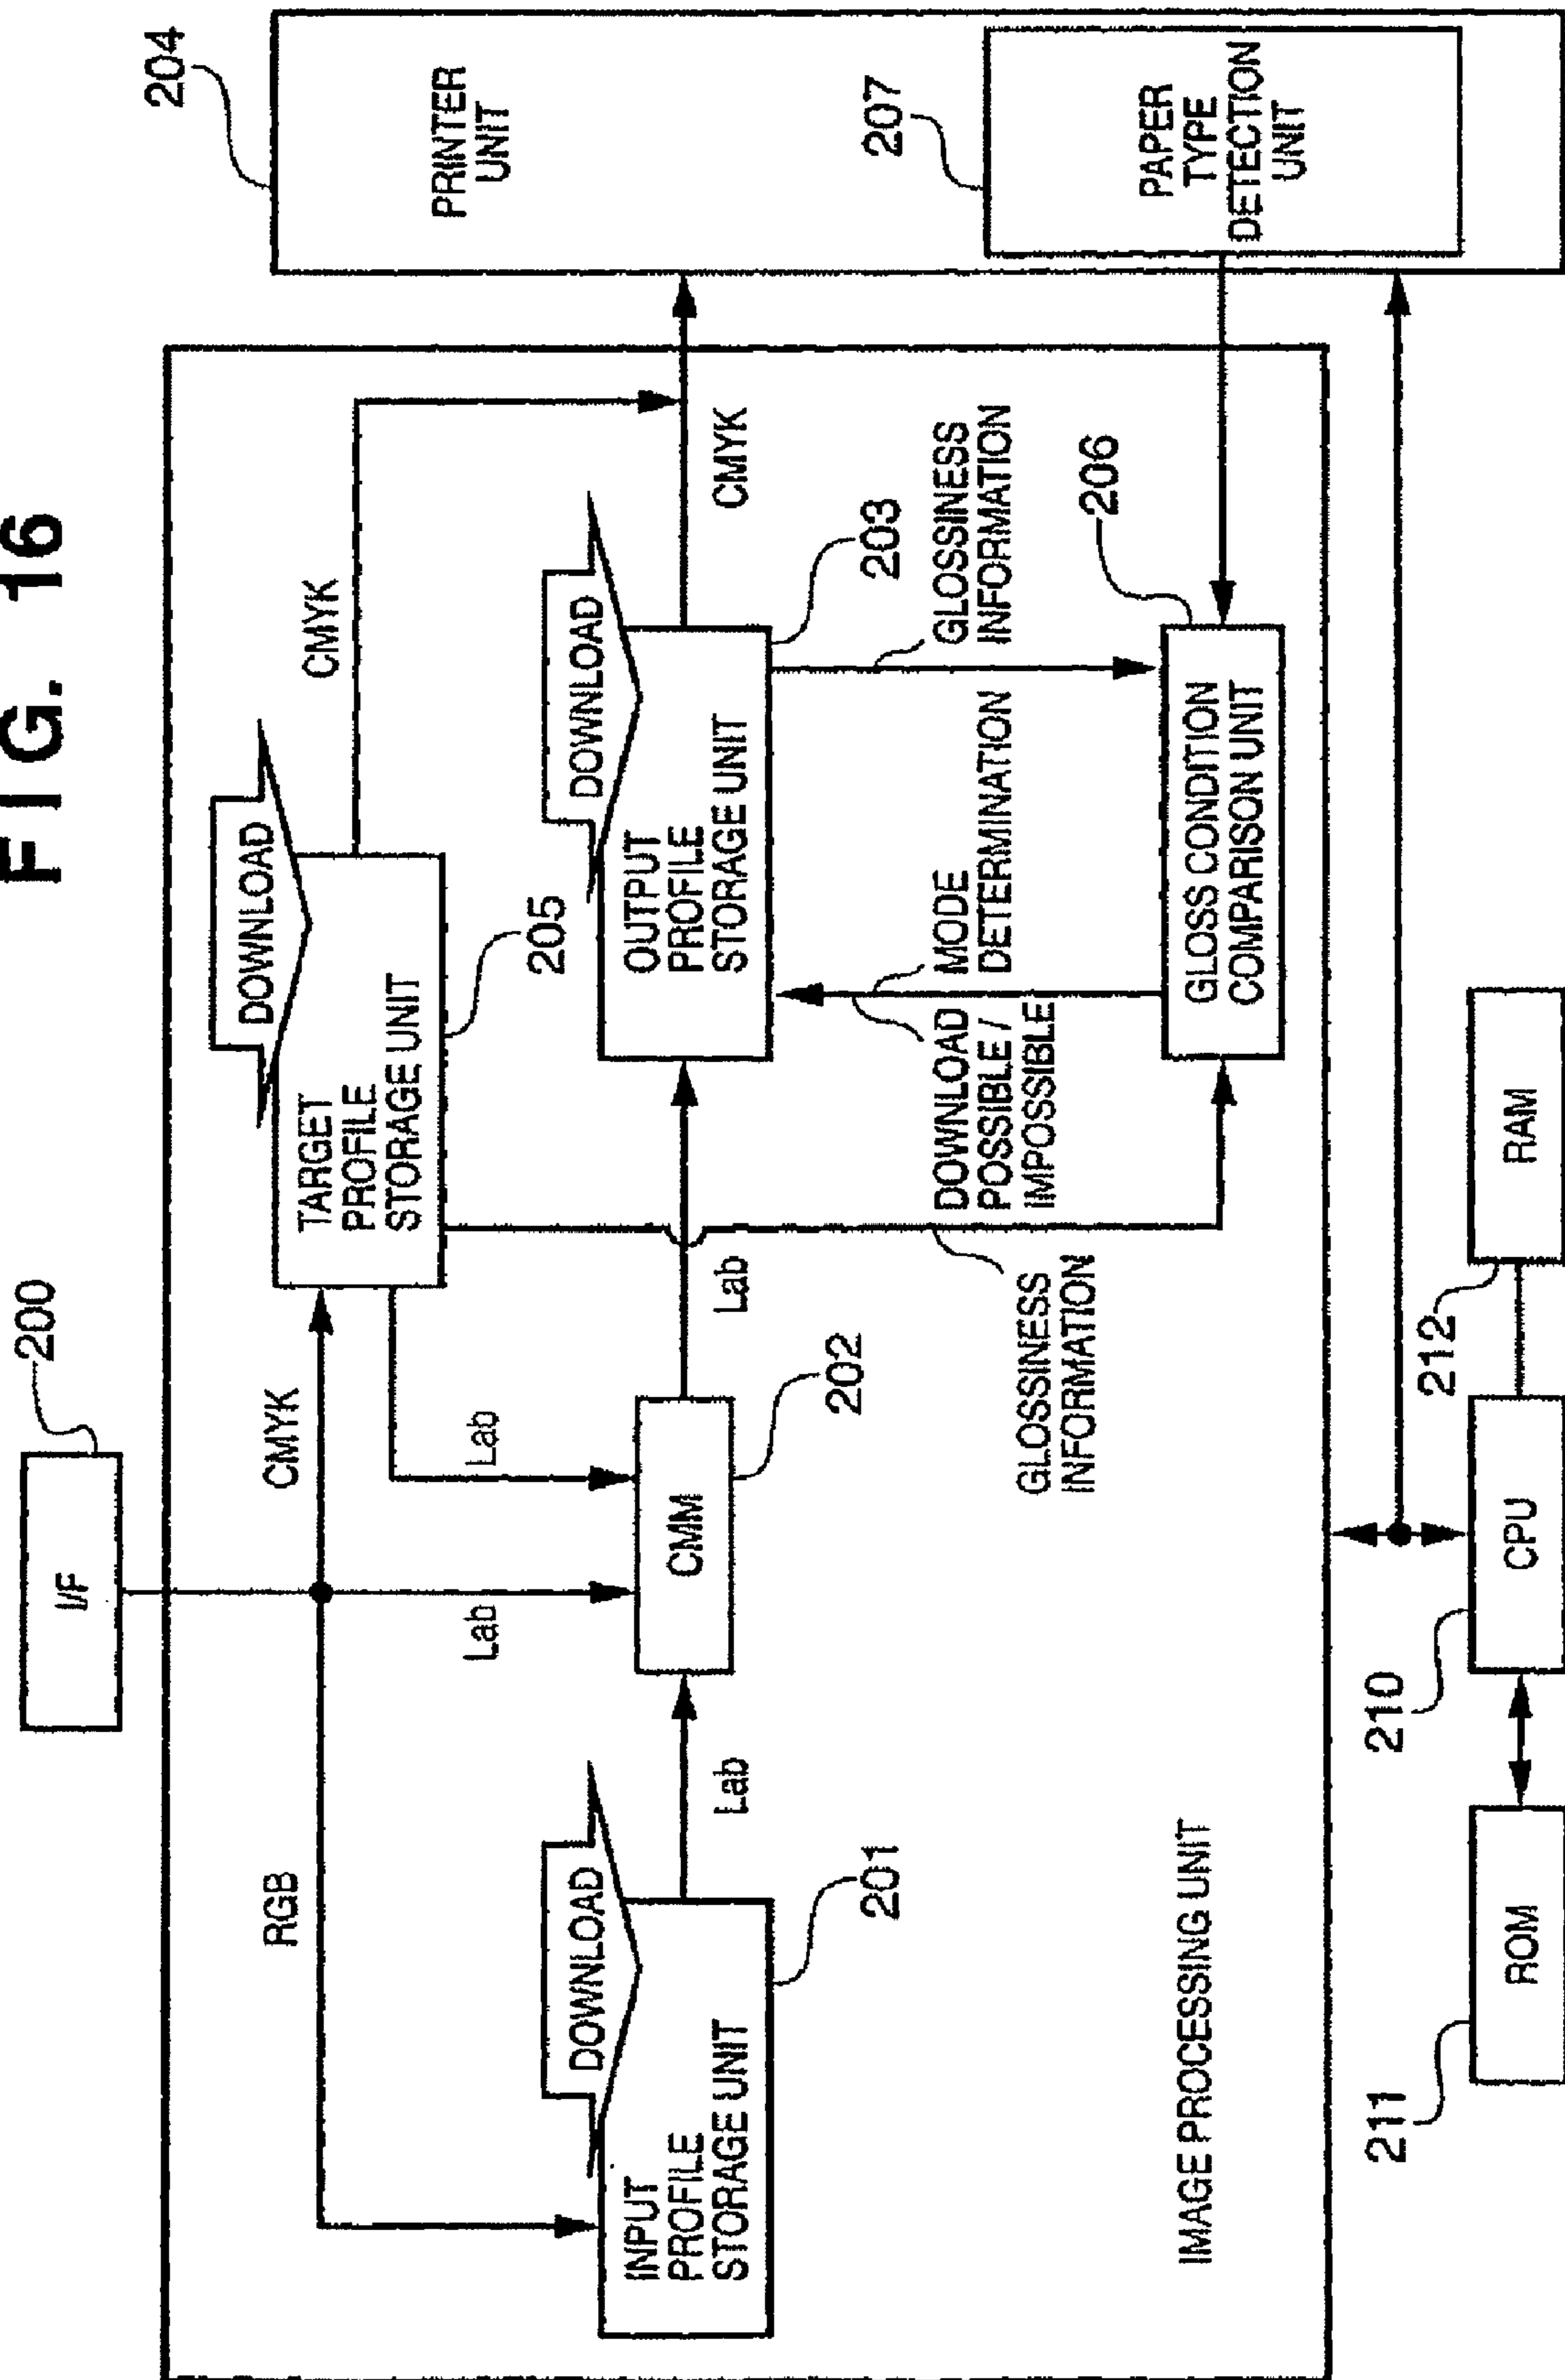 FIG. 16
200
I/F
204
PRINTER
UNIT
207
PAPER
TYPE
DETECTION
UNIT
RGB
CMYK
Lab
Lab
CMYK
DOWNLOAD
TARGET
PROFILE
STORAGE UNIT
205
DOWNLOAD
INPUT
PROFILE
STORAGE UNIT
201
Lab
CMM
202
Lab
DOWNLOAD
OUTPUT
PROFILE
STORAGE UNIT
203
CMYK
GLOSSINESS
INFORMATION
DOWNLOAD
POSSIBLE /
IMPOSSIBLE
MODE
DETERMINATION
GLOSSINESS
INFORMATION
206
GLOSS CONDITION
COMPARISON UNIT
IMAGE PROCESSING UNIT
211
ROM
210
CPU
212
RAM